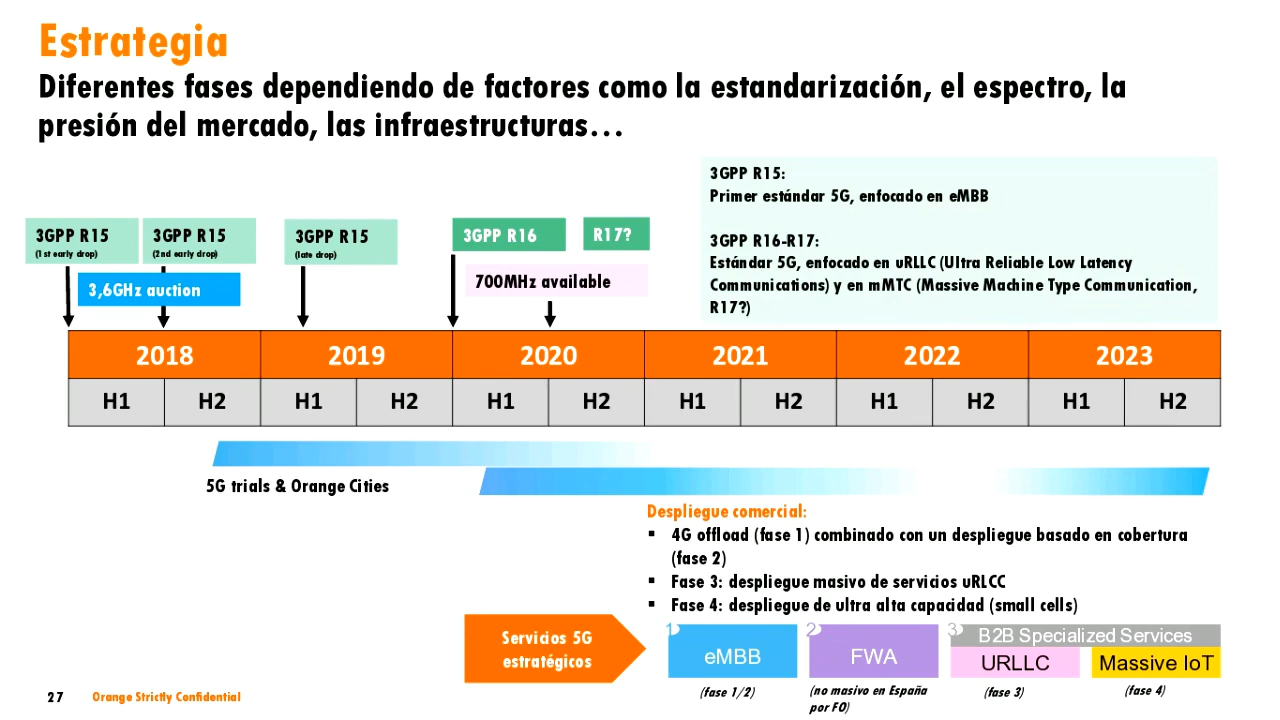 Estrategia
Diferentes fases dependiendo de factores como la estandarización, el espectro, la
presión del mercado, las infraestructuras…
3GPP R15:
Primer estándar 5G, enfocado en eMBB
3GPP R16-R17:
Estándar 5G, enfocado en uRLLC (Ultra Reliable Low Latency
Communications) y en mMTC (Massive Machine Type Communication,
R17?)
3GPP R15
(1st early drop)
3GPP R15
(2nd early drop)
3GPP R15
(late drop)
3GPP R16
R17?
3,6GHz auction
700MHz available
2018 2019 2020 2021 2022 2023
H1 H2 H1 H2 H1 H2 H1 H2 H1 H2 H1 H2
5G trials & Orange Cities
Despliegue comercial:
▪ 4G offload (fase 1) combinado con un despliegue basado en cobertura
(fase 2)
▪ Fase 3: despliegue masivo de servicios uRLCC
▪ Fase 4: despliegue de ultra alta capacidad (small cells)
Servicios 5G
estratégicos
1
eMBB
(fase 1/2)
2
FWA
(no masivo en España
por FO)
3
B2B Specialized Services
URLLC
(fase 3)
Massive IoT
(fase 4)
27 Orange Strictly Confidential